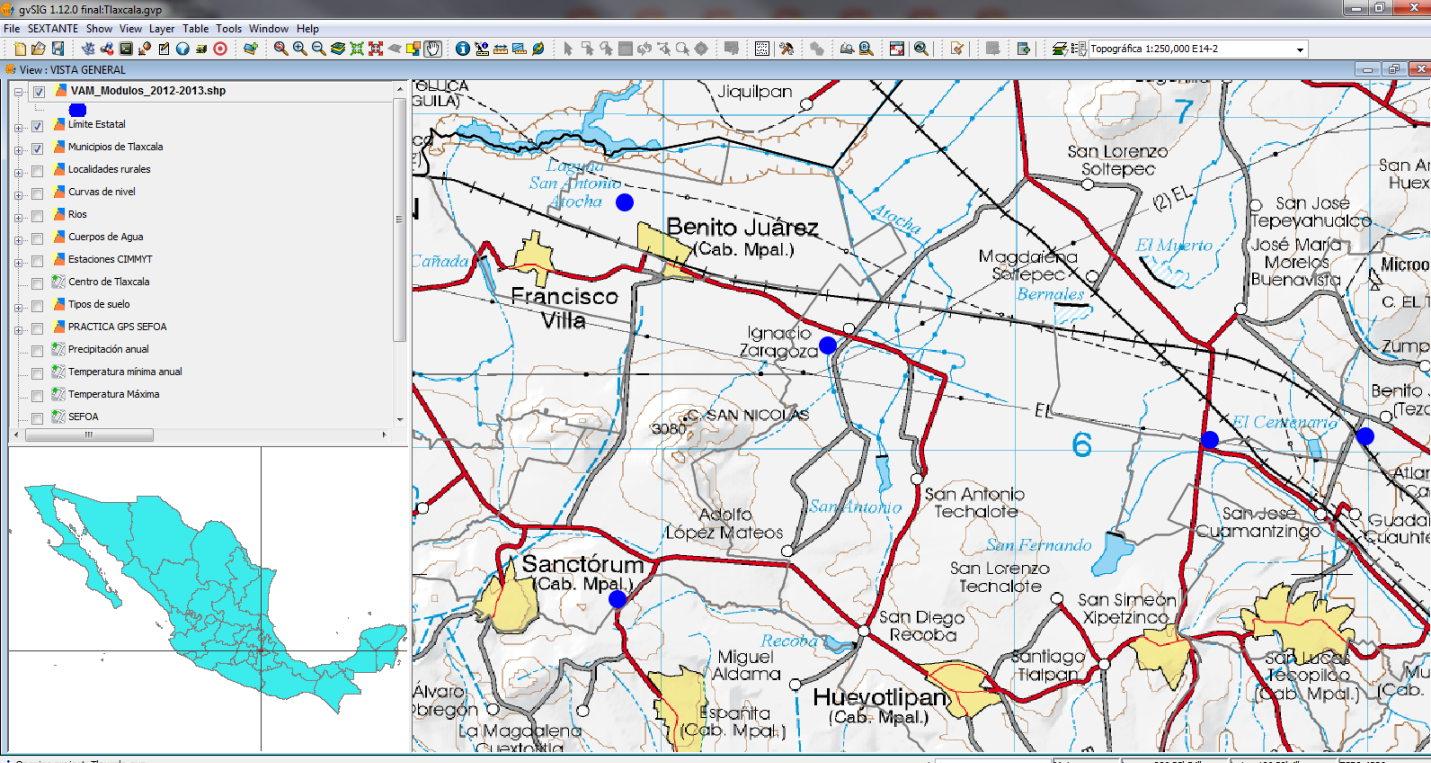 gvSIG 1.12.0 final:Tlaxcala.gvp
File SEXTANTE Show View Layer Table Tools Window Help
Topográfica 1:250,000 E14-2
View : VISTA GENERAL
VAM_Modulos_2012-2013.shp
Límite Estatal
Municipios de Tlaxcala
Localidades rurales
Curvas de nivel
Rios
Cuerpos de Agua
Estaciones CIMMYT
Centro de Tlaxcala
Tipos de suelo
PRACTICA GPS SEFOA
Precipitación anual
Temperatura mínima anual
Temperatura Máxima
SEFOA
Jiquilpan
7
San Lorenzo
Soltepec
Laguna
San Antonio
Atocha
(2) EL
San José
Tepeyahualco
Atocha
Benito Juárez
(Cab. Mpal.)
El Muerto
José María
Morelos
Buenavista
Cañada
Magdalena
Soltepec
Bernales
Francisco
Villa
C. EL
Ignacio
Zaragoza
EL
C. SAN NICOLAS
3080
El Centenario
6
San Antonio
Techalote
San Antonio
Adolfo
López Mateos
San José
Cuamantzingo
San Fernando
Sanctórum
(Cab. Mpal.)
San Lorenzo
Techalote
San Simeón
Xipetzinco
San Diego
Recoba
Recoba
Miguel
Aldama
Santiago
Tlalpan
San Lucas
Tecopilco
(Cab. Mpal.)
Alvaro
Obregón
Huevotlipan
(Cab. Mpal.)
Españita
(Cab. Mpal.)
La Magdalena
Cuextotitla